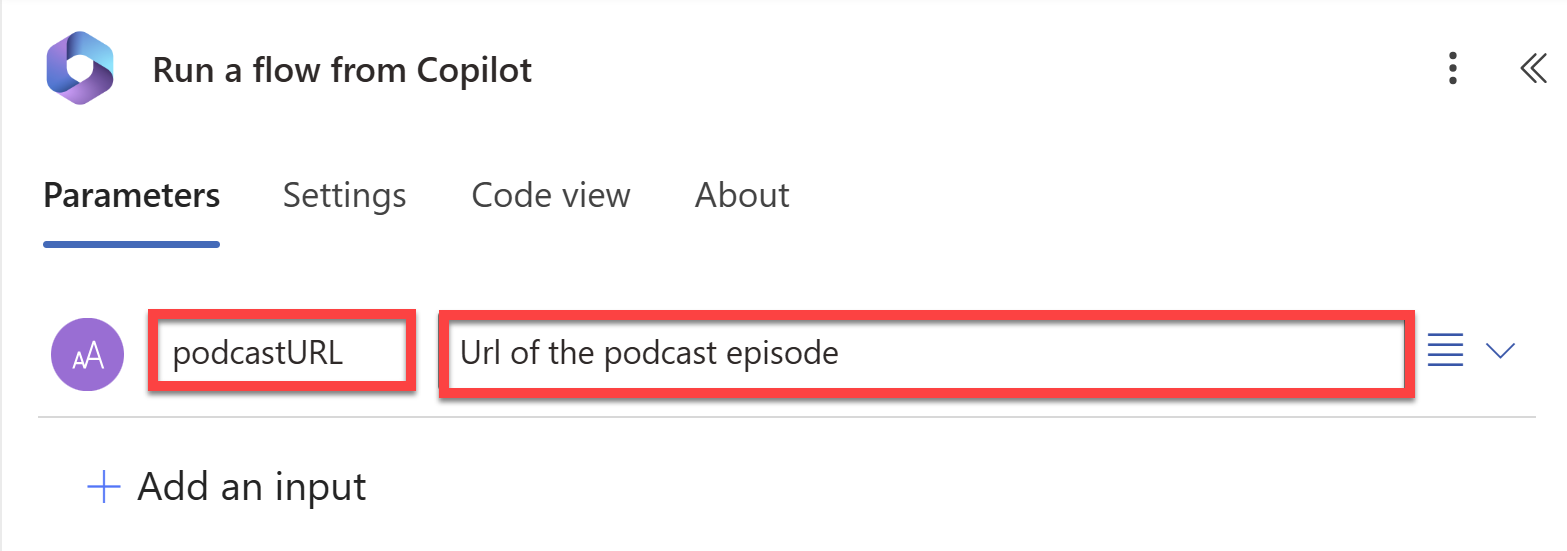 Run a flow from Copilot
Parameters Settings Code view About
AA podcastURL Url of the podcast episode
Add an input